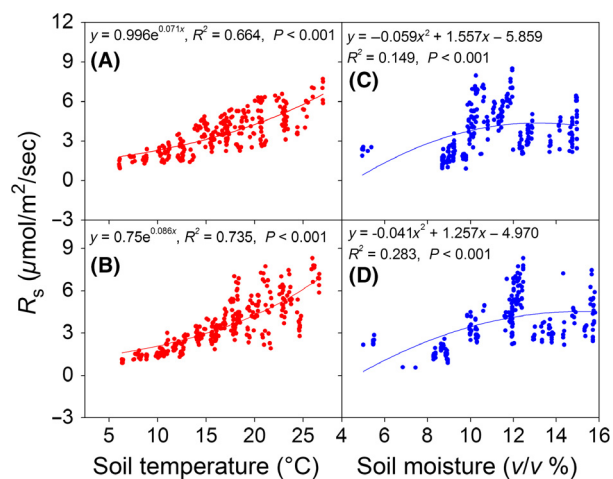 y = 0.996e^0.071x, R² = 0.664, P < 0.001
(A)
y = −0.059x² + 1.557x − 5.859
R² = 0.149, P < 0.001
(C)
12
9
6
3
0
−3
y = 0.75e^0.086x, R² = 0.735, P < 0.001
(B)
y = -0.041x² + 1.257x − 4.970
R² = 0.283, P < 0.001
(D)
9
6
3
0
−3
Rs (µmol/m²/sec)
5 10 15 20 25
4 6 8 10 12 14 16
Soil temperature (°C)
Soil moisture (v/v %)